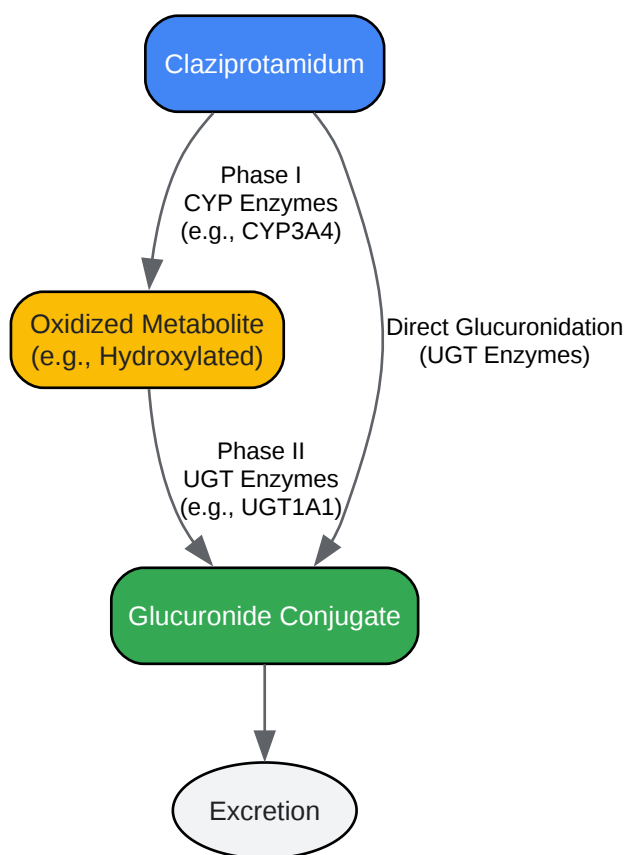 Claziprotamidum
Phase I
CYP Enzymes
(e.g., CYP3A4)
Oxidized Metabolite
(e.g., Hydroxylated)
Direct Glucuronidation
(UGT Enzymes)
Phase II
UGT Enzymes
(e.g., UGT1A1)
Glucuronide Conjugate
Excretion